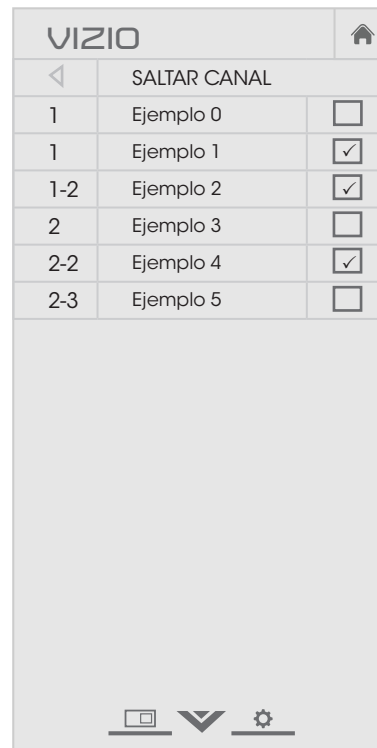 VIZIO
SALTAR CANAL
1 Ejemplo 0
1 Ejemplo 1
1-2 Ejemplo 2
2 Ejemplo 3
2-2 Ejemplo 4
2-3 Ejemplo 5